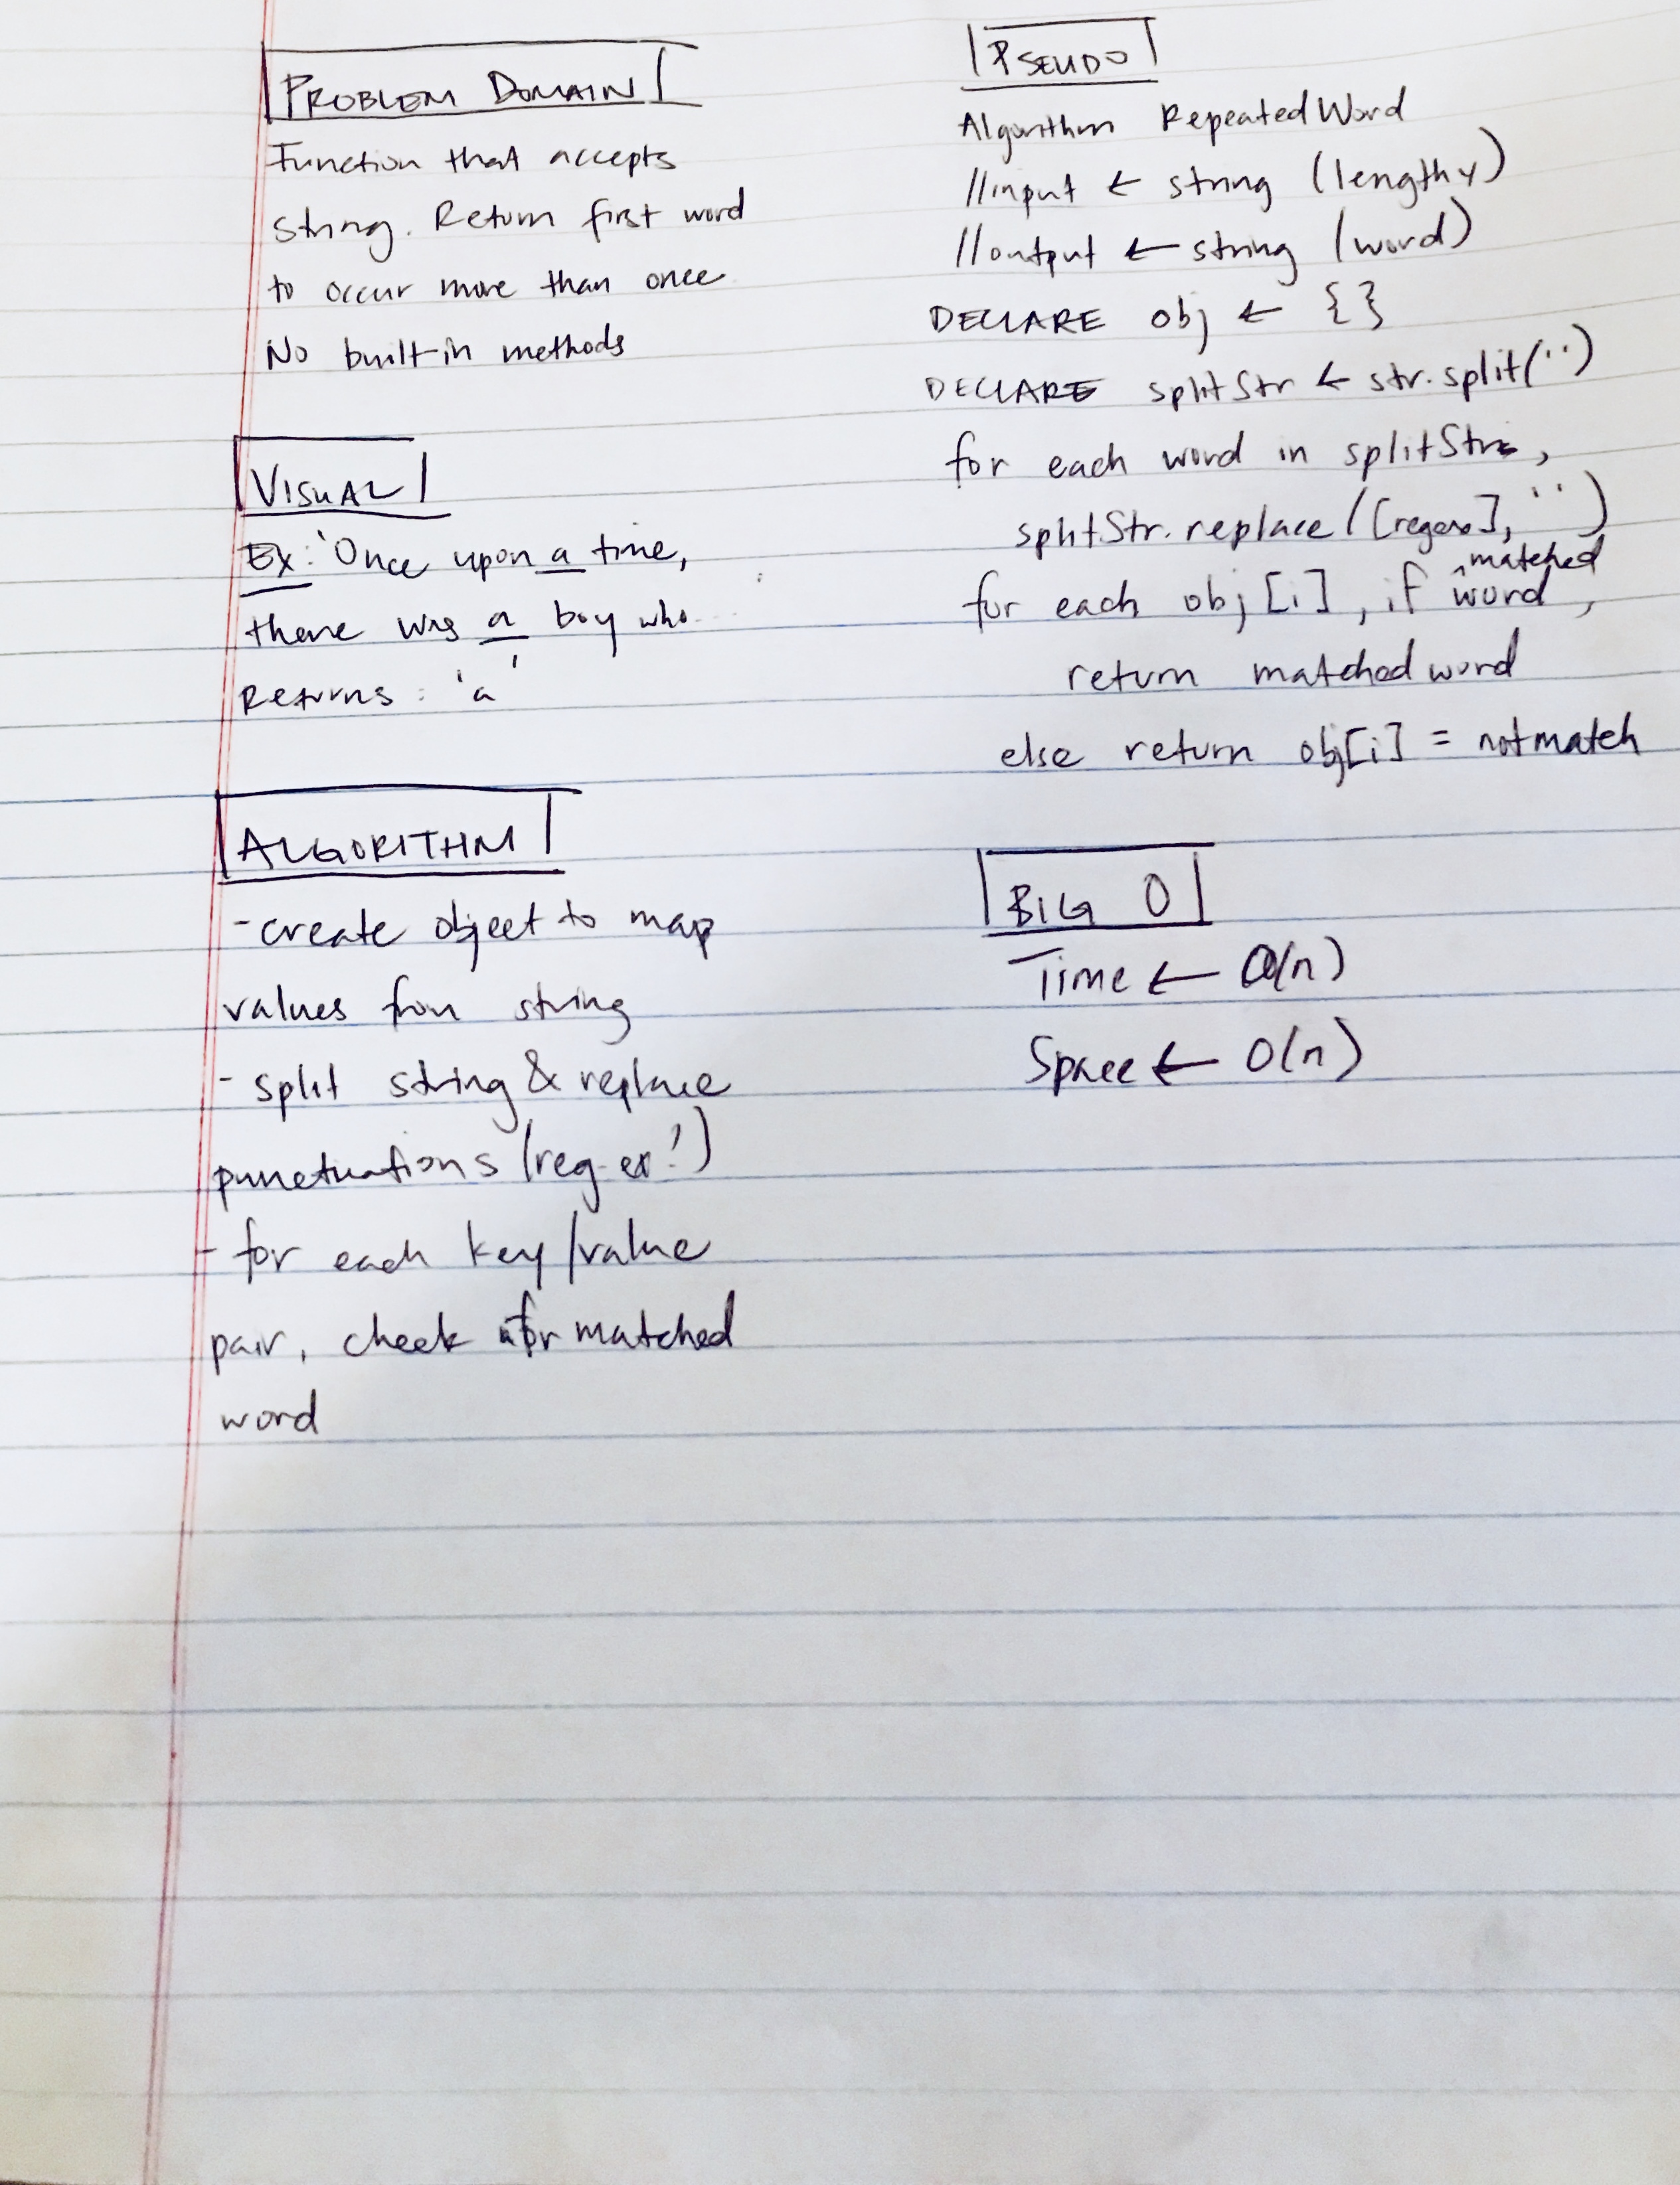 PROBLEM DOMAIN
Function that accepts
string. Return first word
to occur more than once
No built-in methods
VISUAL
Ex: 'Once upon a time,
there was a boy who...
Returns: 'a'
ALGORITHM
- create object to map
values from string
- split string & replace
punctuations (reg-ex!)
- for each key/value
pair, check for matched
word
PSEUDO
Algorithm RepeatedWord
//input ← string (lengthy)
//output ← string (word)
DECLARE obj ← {}
DECLARE splitStr ← str.split(' ')
for each word in splitStr,
splitStr.replace([regex], ' ')
for each obj[i], if ^matched word,
return matched word
else return obj[i] = notmatch
BIG O
Time ← O(n)
Space ← O(n)